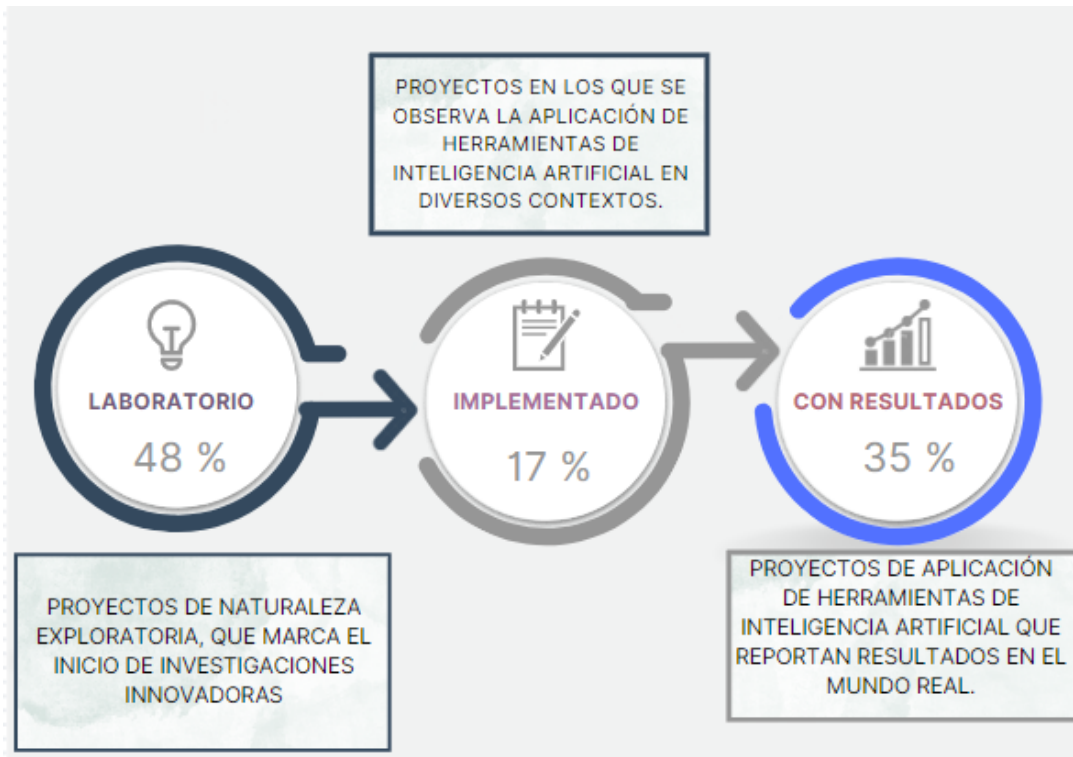 PROYECTOS EN LOS QUE SE
OBSERVA LA APLICACIÓN DE
HERRAMIENTAS DE
INTELIGENCIA ARTIFICIAL EN
DIVERSOS CONTEXTOS.
LABORATORIO
48 %
IMPLEMENTADO
17 %
CON RESULTADOS
35 %
PROYECTOS DE NATURALEZA
EXPLORATORIA, QUE MARCA EL
INICIO DE INVESTIGACIONES
INNOVADORAS
PROYECTOS DE APLICACIÓN
DE HERRAMIENTAS DE
INTELIGENCIA ARTIFICIAL QUE
REPORTAN RESULTADOS EN EL
MUNDO REAL.